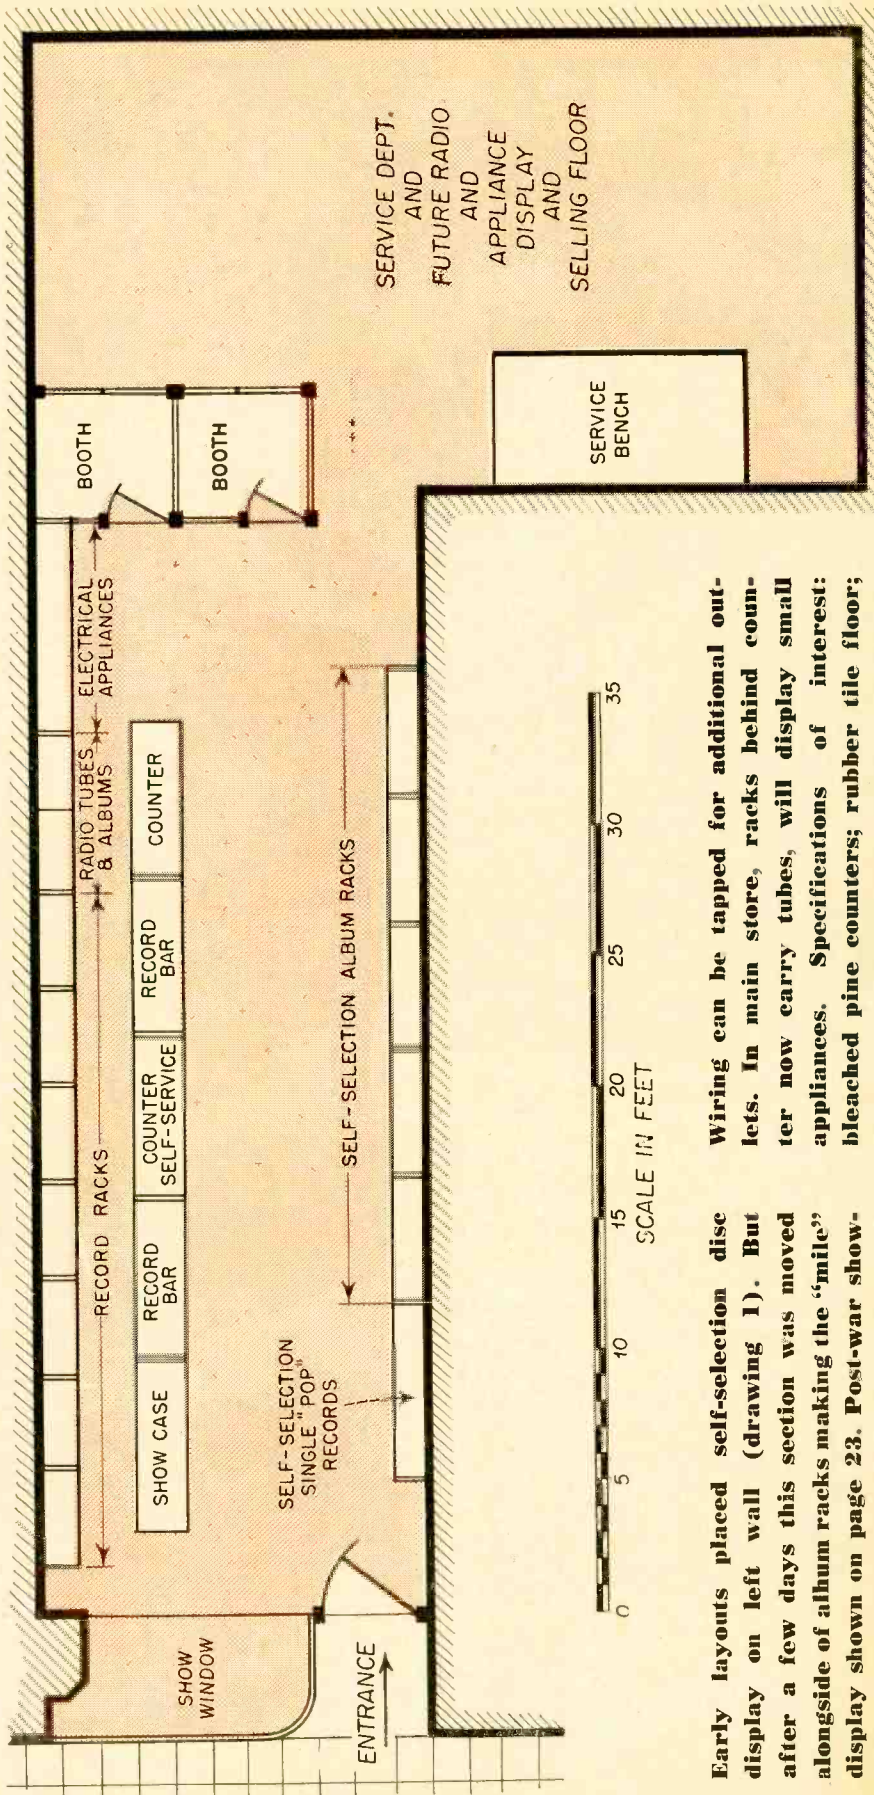 SHOW
WINDOW
ENTRANCE
RECORD RACKS
RADIO TUBES
& ALBUMS
ELECTRICAL
APPLIANCES
SHOW CASE
RECORD
BAR
COUNTER
SELF-SERVICE
RECORD
BAR
COUNTER
BOOTH
BOOTH
SELF-SELECTION
SINGLE "POP"
RECORDS
SELF-SELECTION ALBUM RACKS
SERVICE DEPT.
AND
FUTURE RADIO
AND
APPLIANCE
DISPLAY
AND
SELLING FLOOR
SERVICE
BENCH
0 5 10 15 20 25 30 35
SCALE IN FEET
Early layouts placed self-selection disc
display on left wall (drawing 1). But
after a few days this section was moved
alongside of album racks making the “mile”
display shown on page 23. Post-war show-
Wiring can be tapped for additional out-
lets. In main store, racks behind coun-
ter now carry tubes, will display small
appliances. Specifications of interest:
bleached pine counters; rubber tile floor;